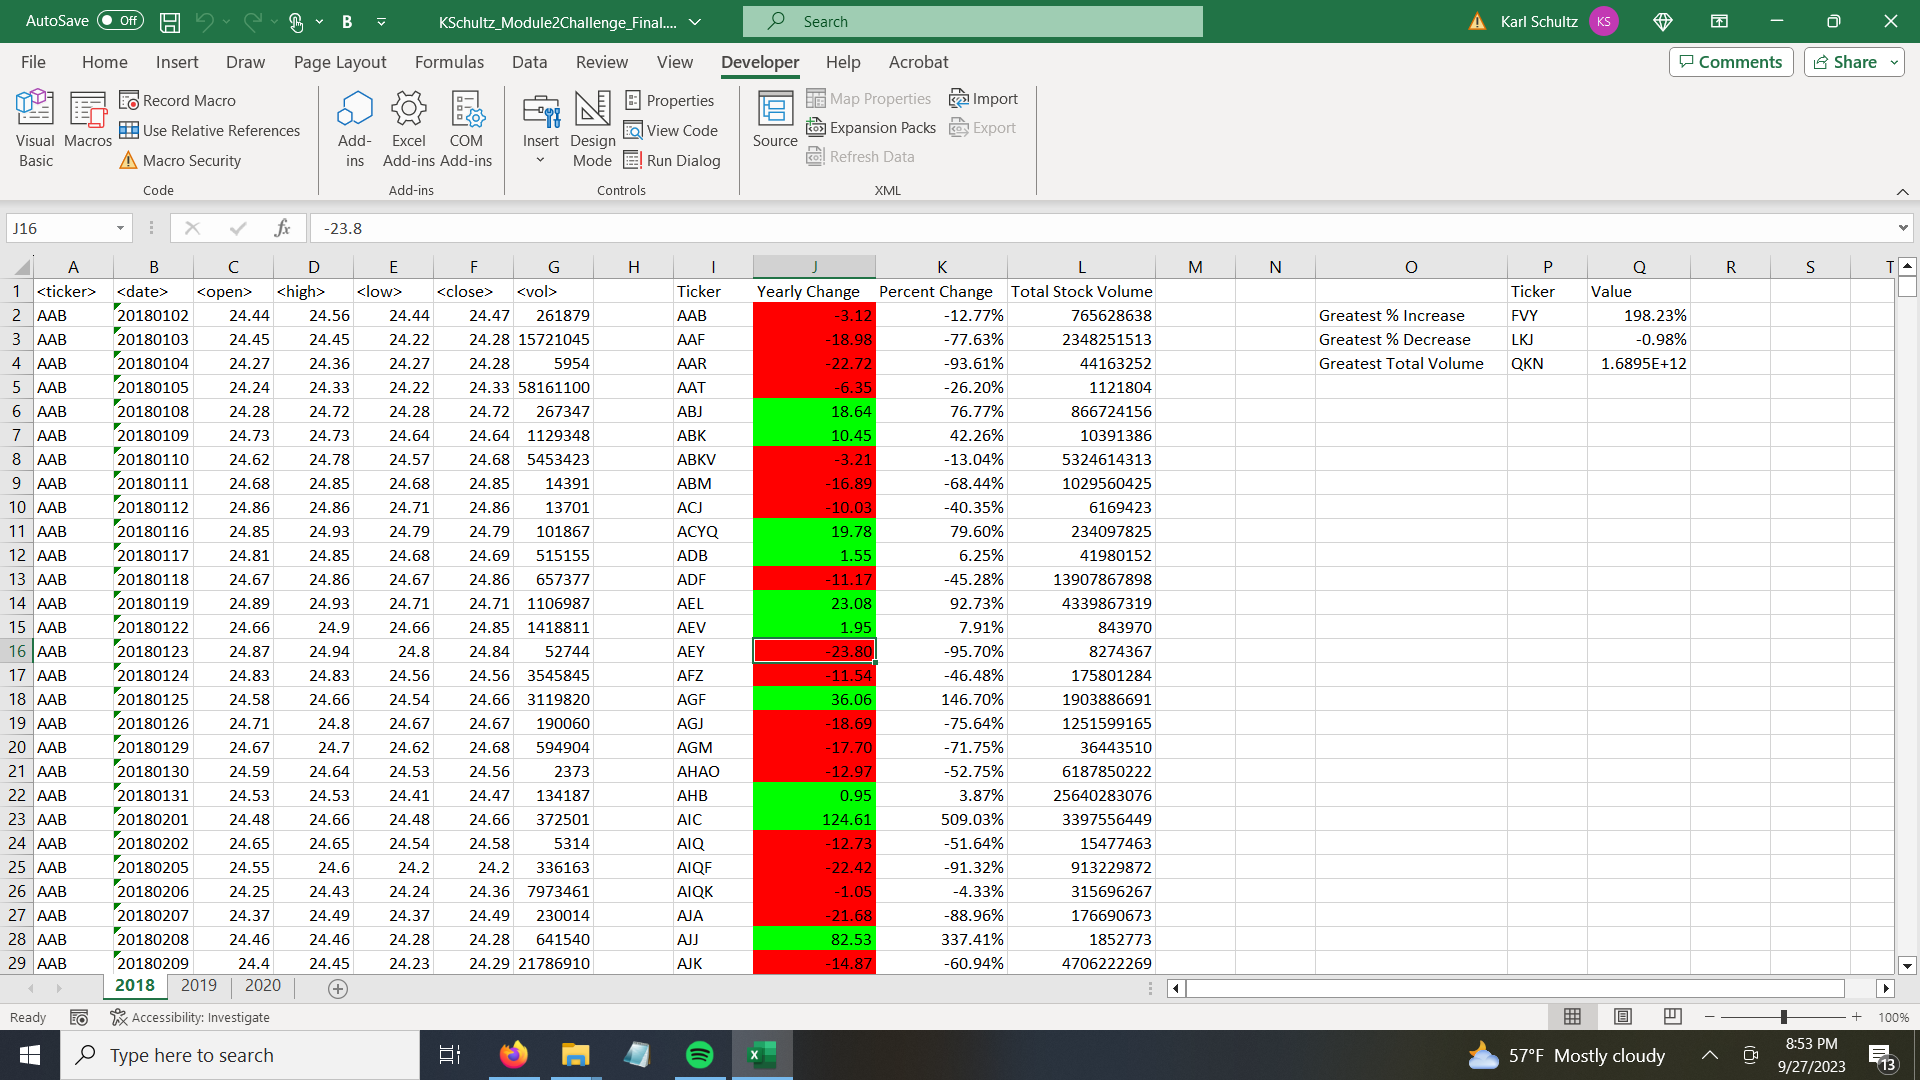 AutoSave Off B KSchultz_Module2Challenge_Final.... Search Karl Schultz KS
File Home Insert Draw Page Layout Formulas Data Review View Developer Help Acrobat Comments Share
Visual Basic
Macros
Record Macro
Use Relative References
Macro Security
Code
Add-ins
Excel Add-ins
COM Add-ins
Add-ins
Insert
Design Mode
Properties
View Code
Run Dialog
Controls
Source
Map Properties
Expansion Packs
Refresh Data
Import
Export
XML
J16 fx -23.8
A B C D E F G H I J K L M N O P Q R S T
1 <ticker> <date> <open> <high> <low> <close> <vol> Ticker Yearly Change Percent Change Total Stock Volume Ticker Value
2 AAB 20180102 24.44 24.56 24.44 24.47 261879 AAB -3.12 -12.77% 765628638 Greatest % Increase FVY 198.23%
3 AAB 20180103 24.45 24.45 24.22 24.28 15721045 AAF -18.98 -77.63% 2348251513 Greatest % Decrease LKJ -0.98%
4 AAB 20180104 24.27 24.36 24.27 24.28 5954 AAR -22.72 -93.61% 44163252 Greatest Total Volume QKN 1.6895E+12
5 AAB 20180105 24.24 24.33 24.22 24.33 58161100 AAT -6.35 -26.20% 1121804
6 AAB 20180108 24.28 24.72 24.28 24.72 267347 ABJ 18.64 76.77% 866724156
7 AAB 20180109 24.73 24.73 24.64 24.64 1129348 ABK 10.45 42.26% 10391386
8 AAB 20180110 24.62 24.78 24.57 24.68 5453423 ABKV -3.21 -13.04% 5324614313
9 AAB 20180111 24.68 24.85 24.68 24.85 14391 ABM -16.89 -68.44% 1029560425
10 AAB 20180112 24.86 24.86 24.71 24.86 13701 ACJ -10.03 -40.35% 6169423
11 AAB 20180116 24.85 24.93 24.79 24.79 101867 ACYQ 19.78 79.60% 234097825
12 AAB 20180117 24.81 24.85 24.68 24.69 515155 ADB 1.55 6.25% 41980152
13 AAB 20180118 24.67 24.86 24.67 24.86 657377 ADF -11.17 -45.28% 13907867898
14 AAB 20180119 24.89 24.93 24.71 24.71 1106987 AEL 23.08 92.73% 4339867319
15 AAB 20180122 24.66 24.9 24.66 24.85 1418811 AEV 1.95 7.91% 843970
16 AAB 20180123 24.87 24.94 24.8 24.84 52744 AEY -23.80 -95.70% 8274367
17 AAB 20180124 24.83 24.83 24.56 24.56 3545845 AFZ -11.54 -46.48% 175801284
18 AAB 20180125 24.58 24.66 24.54 24.66 3119820 AGF 36.06 146.70% 1903886691
19 AAB 20180126 24.71 24.8 24.67 24.67 190060 AGJ -18.69 -75.64% 1251599165
20 AAB 20180129 24.67 24.7 24.62 24.68 594904 AGM -17.70 -71.75% 36443510
21 AAB 20180130 24.59 24.64 24.53 24.56 2373 AHAO -12.97 -52.75% 6187850222
22 AAB 20180131 24.53 24.53 24.41 24.47 134187 AHB 0.95 3.87% 25640283076
23 AAB 20180201 24.48 24.66 24.48 24.66 372501 AIC 124.61 509.03% 3397556449
24 AAB 20180202 24.65 24.65 24.54 24.58 5314 AIQ -12.73 -51.64% 15477463
25 AAB 20180205 24.55 24.6 24.2 24.2 336163 AIQF -22.42 -91.32% 913229872
26 AAB 20180206 24.25 24.43 24.24 24.36 7973461 AIQK -1.05 -4.33% 315696267
27 AAB 20180207 24.37 24.49 24.37 24.49 230014 AJA -21.68 -88.96% 176690673
28 AAB 20180208 24.46 24.46 24.28 24.28 641540 AJJ 82.53 337.41% 1852773
29 AAB 20180209 24.4 24.45 24.23 24.29 21786910 AJK -14.87 -60.94% 4706222269
2018 2019 2020
Ready Accessibility: Investigate 100%
Type here to search 57°F Mostly cloudy 8:53 PM
9/27/2023 13